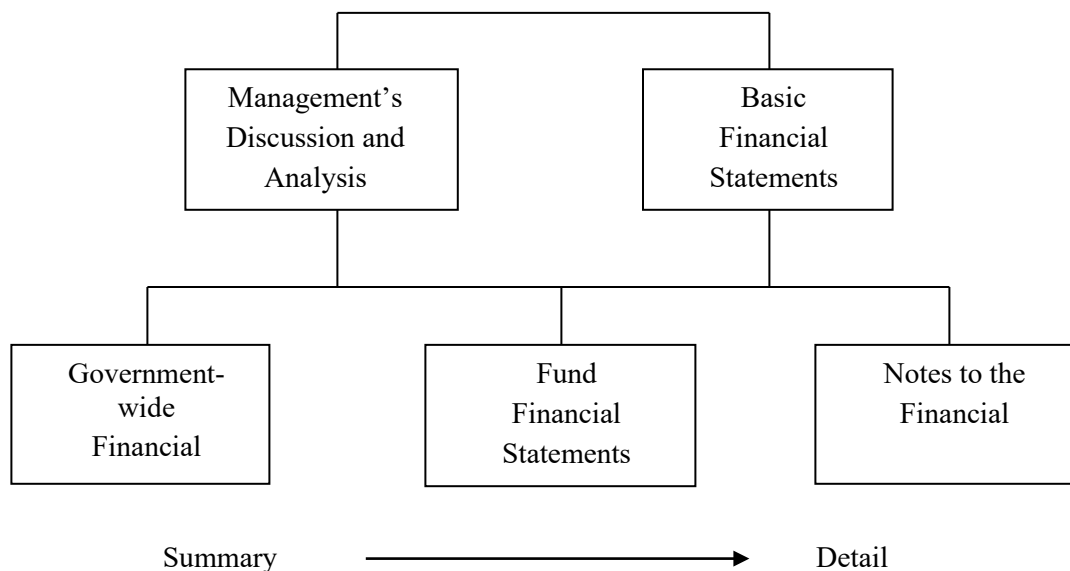 Management’s
Discussion and
Analysis
Basic
Financial
Statements
Government-
wide
Financial
Fund
Financial
Statements
Notes to the
Financial
Summary
Detail